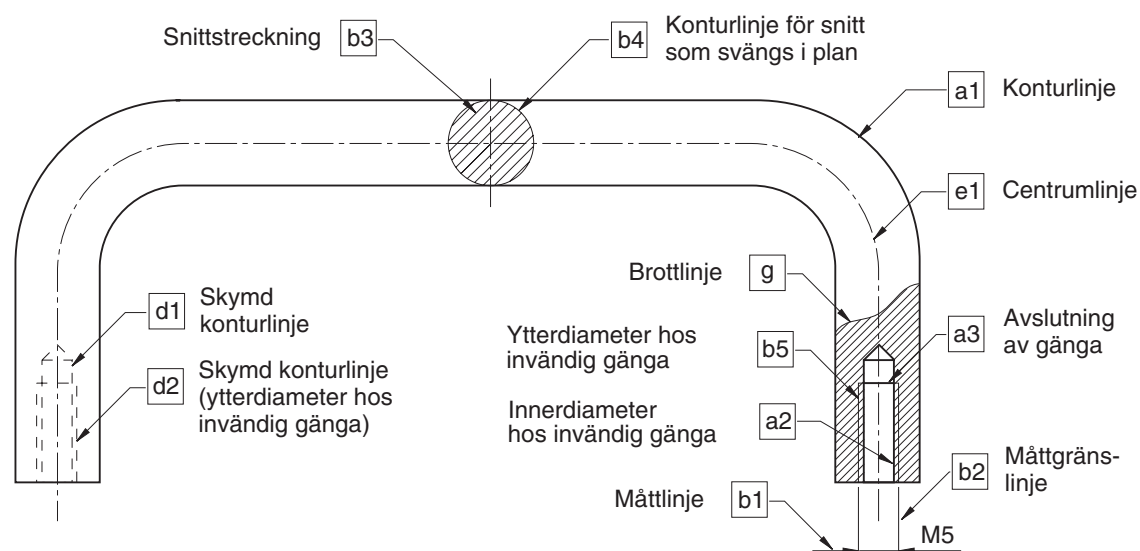 Snittstreckning b3
b4 Konturlinje för snitt
som svängs i plan
a1 Konturlinje
e1 Centrumlinje
Brottlinje g
d1 Skymd
konturlinje
d2 Skymd konturlinje
(ytterdiameter hos
invändig gänga)
Ytterdiameter hos
invändig gänga
b5
a3 Avslutning
av gänga
Innerdiameter
hos invändig gänga
a2
b2 Måttgräns-
linje
Måttlinje b1
M5